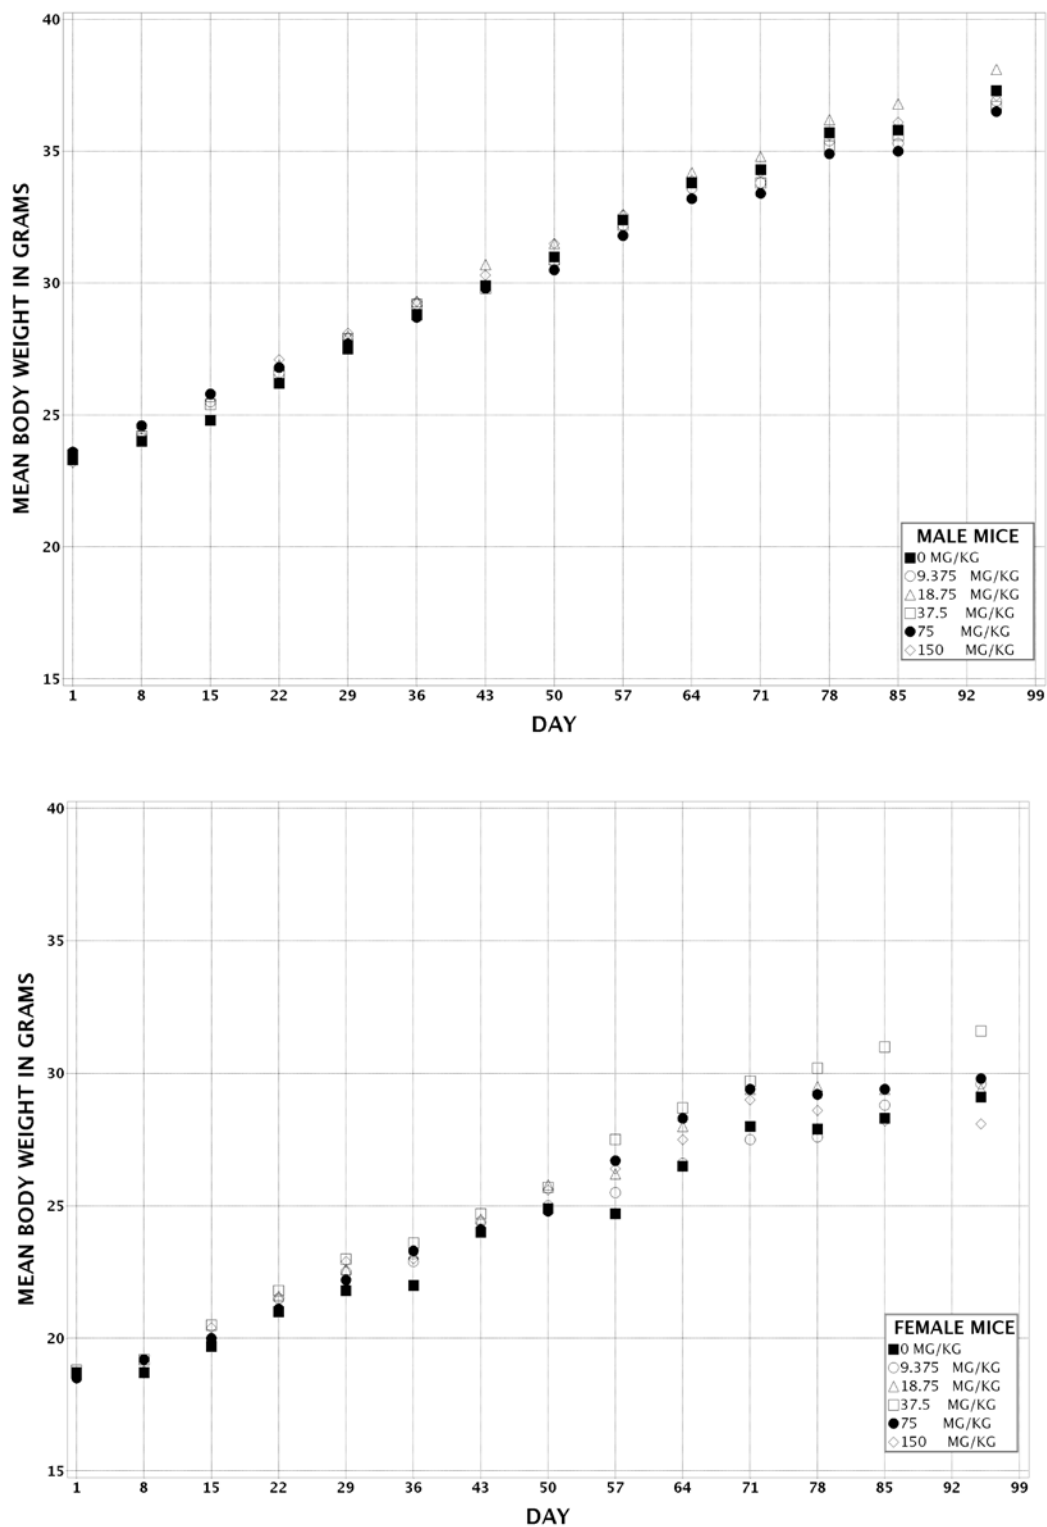 MEAN BODY WEIGHT IN GRAMS
40
35
30
25
20
15
MALE MICE
0 MG/KG
9.375 MG/KG
18.75 MG/KG
37.5 MG/KG
75 MG/KG
150 MG/KG
1 8 15 22 29 36 43 50 57 64 71 78 85 92 99
DAY
MEAN BODY WEIGHT IN GRAMS
40
35
30
25
20
15
FEMALE MICE
0 MG/KG
9.375 MG/KG
18.75 MG/KG
37.5 MG/KG
75 MG/KG
150 MG/KG
1 8 15 22 29 36 43 50 57 64 71 78 85 92 99
DAY